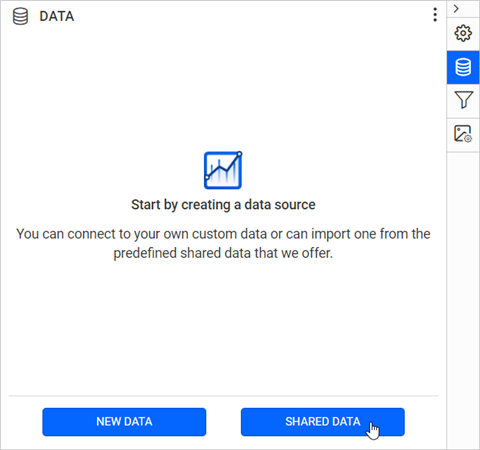 DATA
Start by creating a data source
You can connect to your own custom data or can import one from the
predefined shared data that we offer.
NEW DATA
SHARED DATA